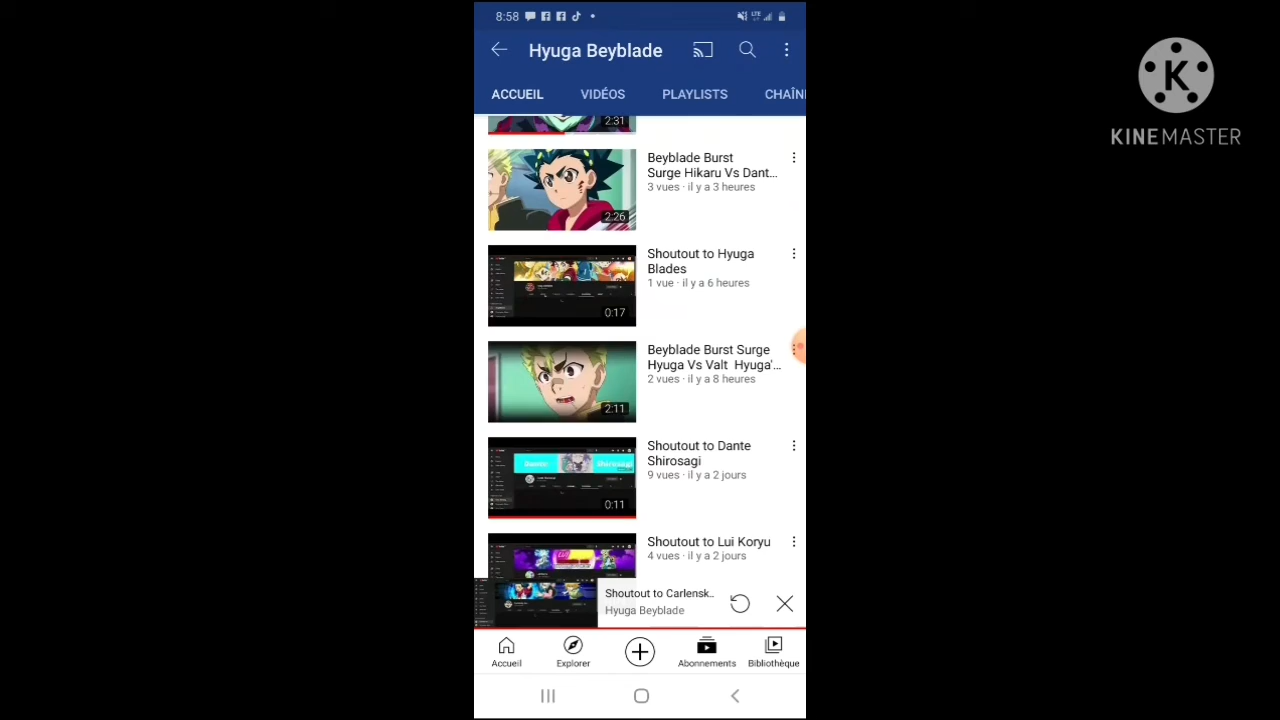 8:58
LTE
Hyuga Beyblade
ACCUEIL
VIDÉOS
PLAYLISTS
CHAÎN
2:31
Beyblade Burst
Surge Hikaru Vs Dant...
3 vues · il y a 3 heures
2:26
Shoutout to Hyuga
Blades
1 vue · il y a 6 heures
0:17
Beyblade Burst Surge
Hyuga Vs Valt Hyuga'...
2 vues · il y a 8 heures
2:11
Shoutout to Dante
Shirosagi
9 vues · il y a 2 jours
Dante
Shirosagi
0:11
Shoutout to Lui Koryu
4 vues · il y a 2 jours
Shoutout to Carlensk..
Hyuga Beyblade
Accueil
Explorer
Abonnements
Bibliothèque
K
KINEMASTER